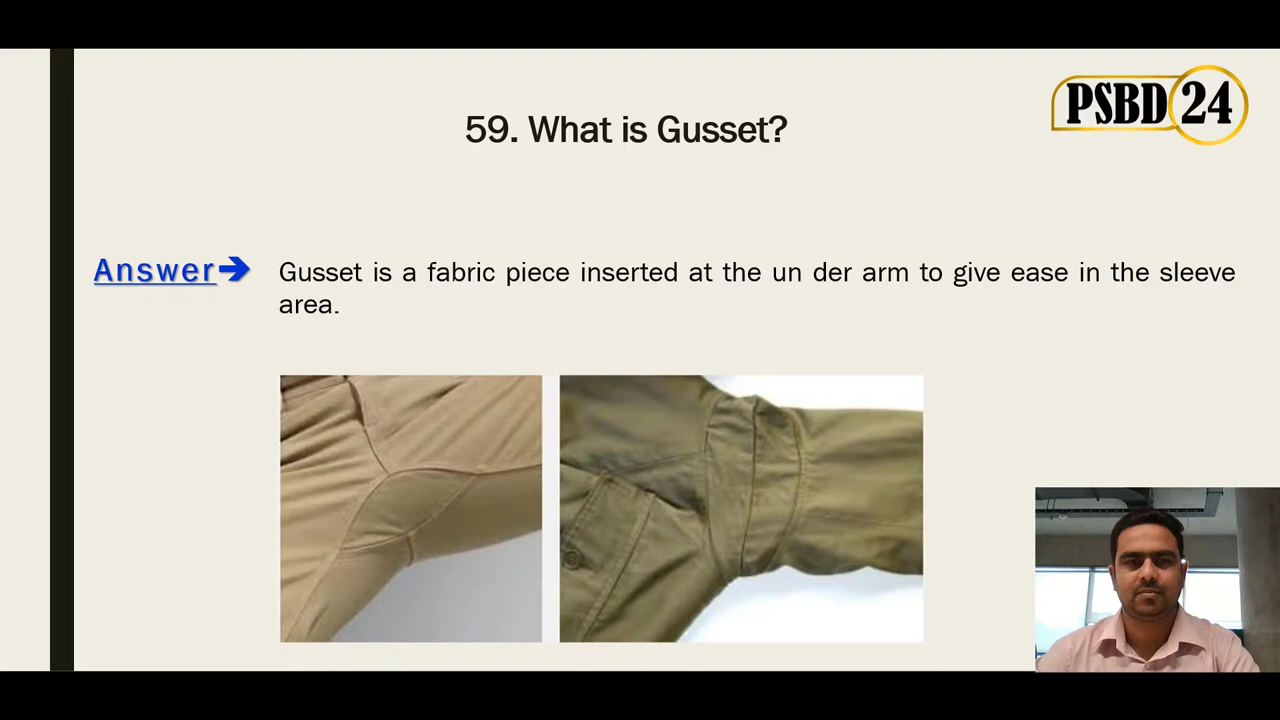 PSBD 24
59. What is Gusset?
Answer➔ Gusset is a fabric piece inserted at the un der arm to give ease in the sleeve
area.